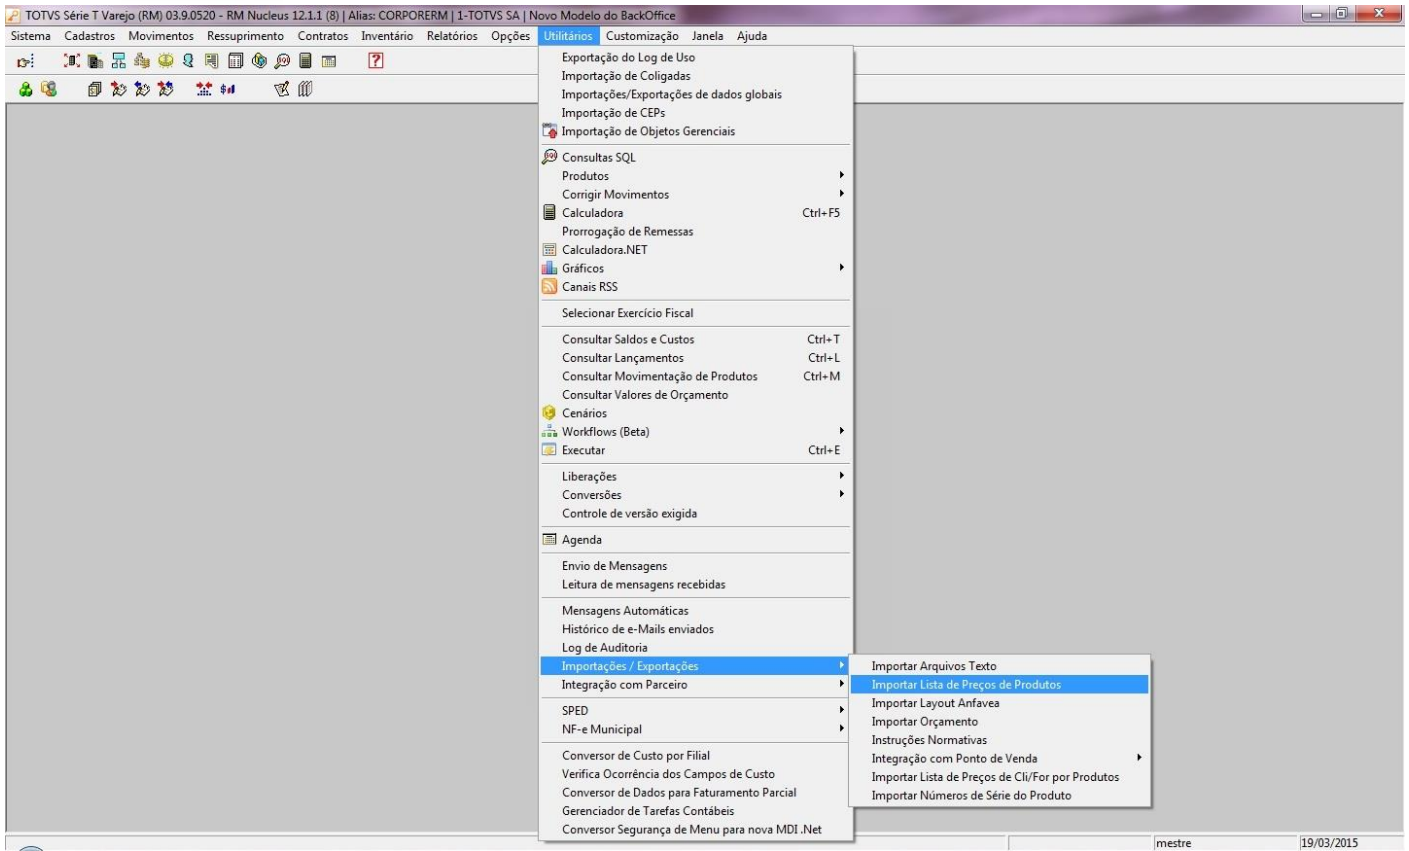 TOTVS Série T Varejo (RM) 03.9.0520 - RM Nucleus 12.1.1 (8) | Alias: CORPORERM | 1-TOTVS SA | Novo Modelo do BackOffice
Sistema Cadastros Movimentos Ressuprimento Contratos Inventário Relatórios Opções Utilitários Customização Janela Ajuda
Exportação do Log de Uso
Importação de Coligadas
Importações/Exportações de dados globais
Importação de CEPs
Importação de Objetos Gerenciais
Consultas SQL
Produtos
Corrigir Movimentos
Calculadora Ctrl+F5
Prorrogação de Remessas
Calculadora.NET
Gráficos
Canais RSS
Selecionar Exercício Fiscal
Consultar Saldos e Custos Ctrl+T
Consultar Lançamentos Ctrl+L
Consultar Movimentação de Produtos Ctrl+M
Consultar Valores de Orçamento
Cenários
Workflows (Beta)
Executar Ctrl+E
Liberações
Conversões
Controle de versão exigida
Agenda
Envio de Mensagens
Leitura de mensagens recebidas
Mensagens Automáticas
Histórico de e-Mails enviados
Log de Auditoria
Importações / Exportações
Integração com Parceiro
SPED
NF-e Municipal
Conversor de Custo por Filial
Verifica Ocorrência dos Campos de Custo
Conversor de Dados para Faturamento Parcial
Gerenciador de Tarefas Contábeis
Conversor Segurança de Menu para nova MDI .Net
Importar Arquivos Texto
Importar Lista de Preços de Produtos
Importar Layout Anfavea
Importar Orçamento
Instruções Normativas
Integração com Ponto de Venda
Importar Lista de Preços de Cli/For por Produtos
Importar Números de Série do Produto
mestre 19/03/2015